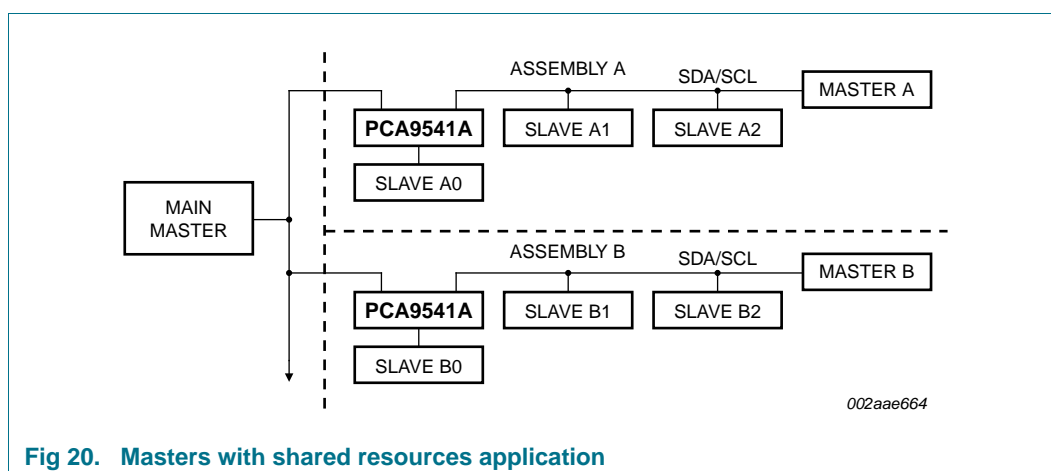 ASSEMBLY A
SDA/SCL
MASTER A
PCA9541A
SLAVE A1
SLAVE A2
SLAVE A0
MAIN
MASTER
ASSEMBLY B
SDA/SCL
MASTER B
PCA9541A
SLAVE B1
SLAVE B2
SLAVE B0
002aae664
Fig 20. Masters with shared resources application